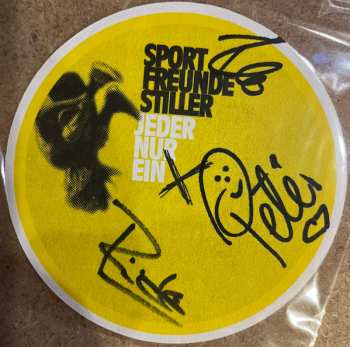 SPORT
FREUNDE
STILLER
JEDER
NUR
EIN X
Peter